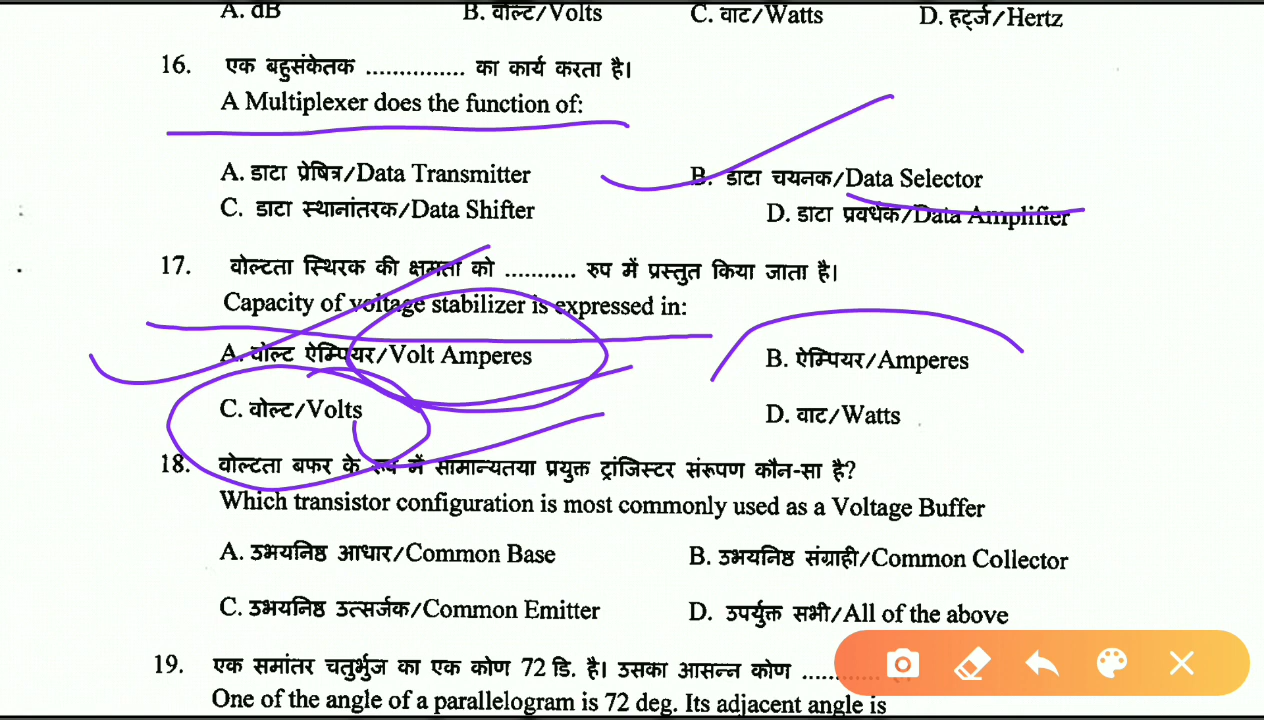 A. dB B. वोल्ट/Volts C. वाट/Watts D. हर्ट्ज/Hertz
16. एक बहुसंकेतक ............... का कार्य करता है।
A Multiplexer does the function of:
A. डाटा प्रेषित्र/Data Transmitter B. डाटा चयनक/Data Selector
C. डाटा स्थानांतरक/Data Shifter D. डाटा प्रवर्धक/Data Amplifier
17. वोल्टता स्थिरक की क्षमता को ........... रुप में प्रस्तुत किया जाता है।
Capacity of voltage stabilizer is expressed in:
A. वोल्ट ऐम्पियर/Volt Amperes B. ऐम्पियर/Amperes
C. वोल्ट/Volts D. वाट/Watts
18. वोल्टता बफर के रूप में सामान्यतया प्रयुक्त ट्रांजिस्टर संरूपण कौन-सा है?
Which transistor configuration is most commonly used as a Voltage Buffer
A. उभयनिष्ठ आधार/Common Base B. उभयनिष्ठ संग्राही/Common Collector
C. उभयनिष्ठ उत्सर्जक/Common Emitter D. उपर्युक्त सभी/All of the above
19. एक समांतर चतुर्भुज का एक कोण 72 डि. है। उसका आसन्न कोण ......
One of the angle of a parallelogram is 72 deg. Its adjacent angle is